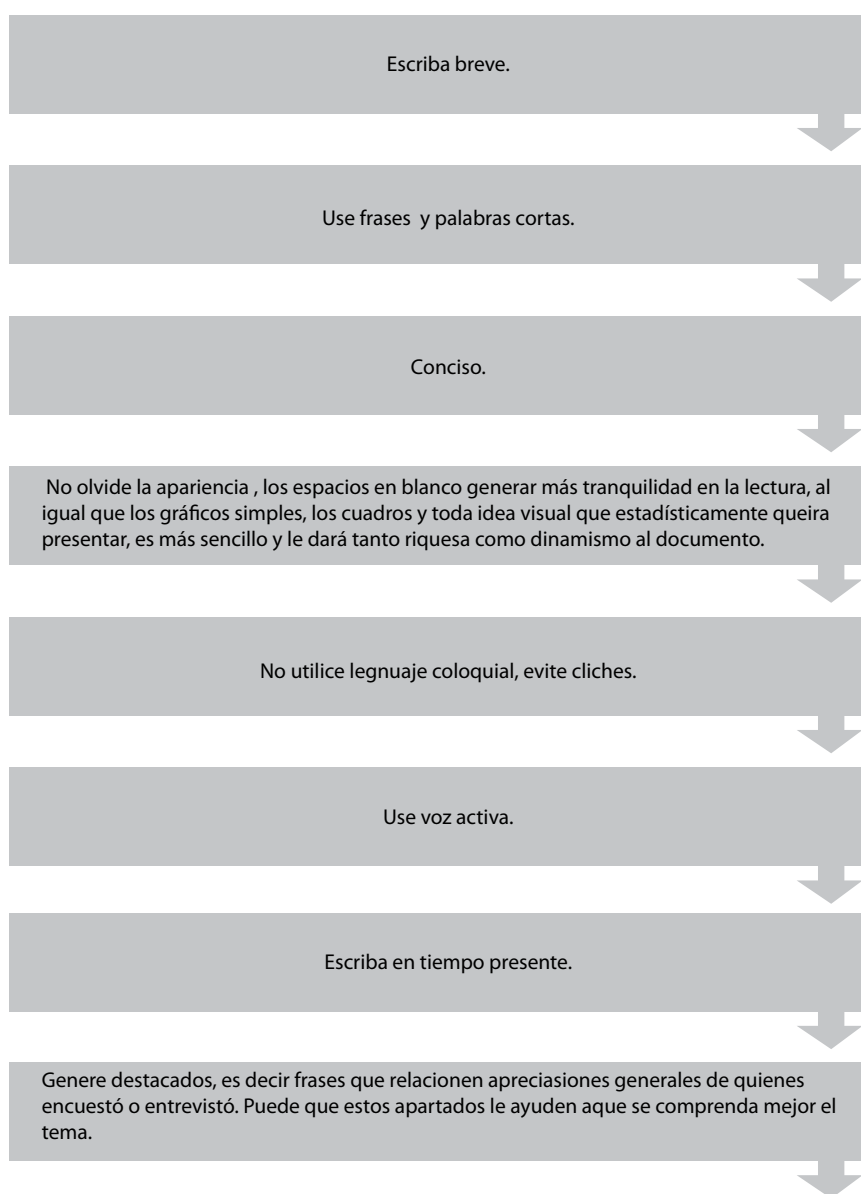 Escriba breve.
Use frases  y palabras cortas.
Conciso.
No olvide la apariencia , los espacios en blanco generar más tranquilidad en la lectura, al
igual que los gráficos simples, los cuadros y toda idea visual que estadísticamente queira
presentar, es más sencillo y le dará tanto riquesa como dinamismo al documento.
No utilice legnuaje coloquial, evite cliches.
Use voz activa.
Escriba en tiempo presente.
Genere destacados, es decir frases que relacionen apreciasiones generales de quienes
encuestó o entrevistó. Puede que estos apartados le ayuden aque se comprenda mejor el
tema.